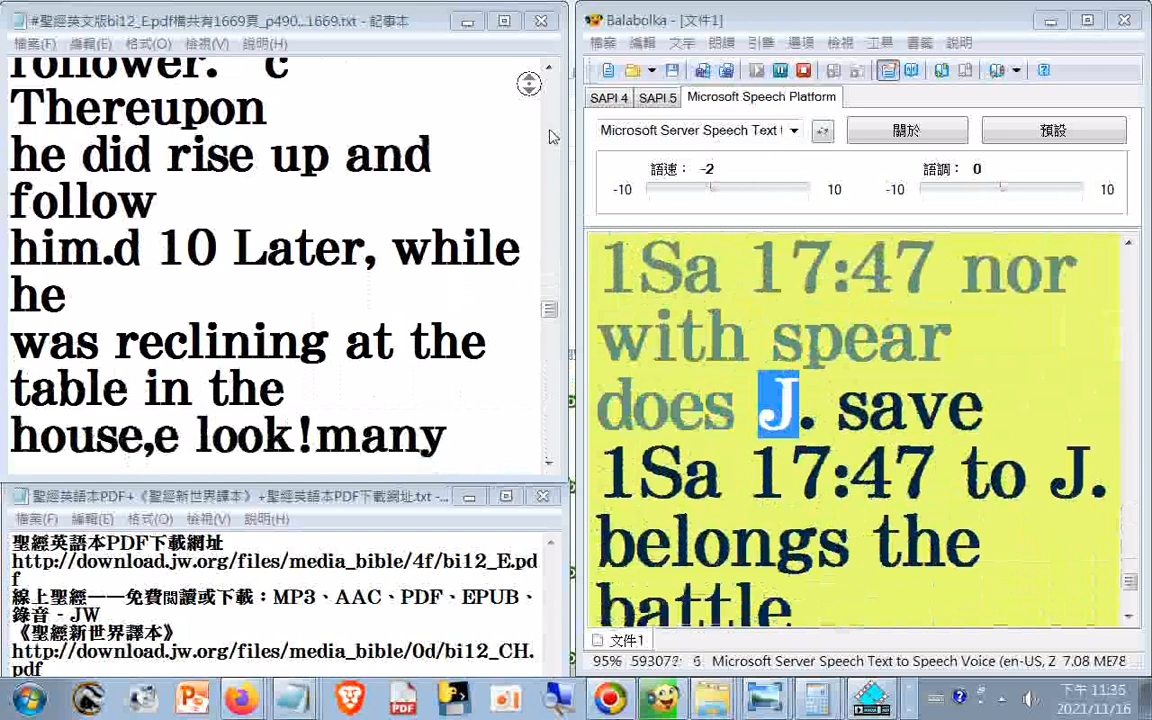 #聖經英文版bi12_E.pdf檔共有1669頁_p490,..1669.txt - 記事本
檔案(F) 編輯(E) 格式(O) 檢視(V) 說明(H)
follower." c
Thereupon
he did rise up and
follow
him.d 10 Later, while
he
was reclining at the
table in the
house,e look!many
聖經英語本PDF+《聖經新世界譯本》+聖經英語本PDF下載網址.txt - ...
檔案(F) 編輯(E) 格式(O) 檢視(V) 說明(H)
聖經英語本PDF下載網址
http://download.jw.org/files/media_bible/4f/bi12_E.pd
f
線上聖經——免費閱讀或下載：MP3、AAC、PDF、EPUB、
錄音 - JW
《聖經新世界譯本》
http://download.jw.org/files/media_bible/0d/bi12_CH.
pdf
Balabolka - [文件1]
檔案 編輯 文字 朗讀 引擎 選項 檢視 工具 書籤 說明
SAPI 4 SAPI 5 Microsoft Speech Platform
Microsoft Server Speech Text 關於 預設
語速： -2 語調： 0
-10 10 -10 10
1Sa 17:47 nor
with spear
does J. save
1Sa 17:47 to J.
belongs the
battle
文件1
95% Microsoft Server Speech Text to Speech Voice (en-US, Z 7.08 ME
下午 11:35
2021/11/16